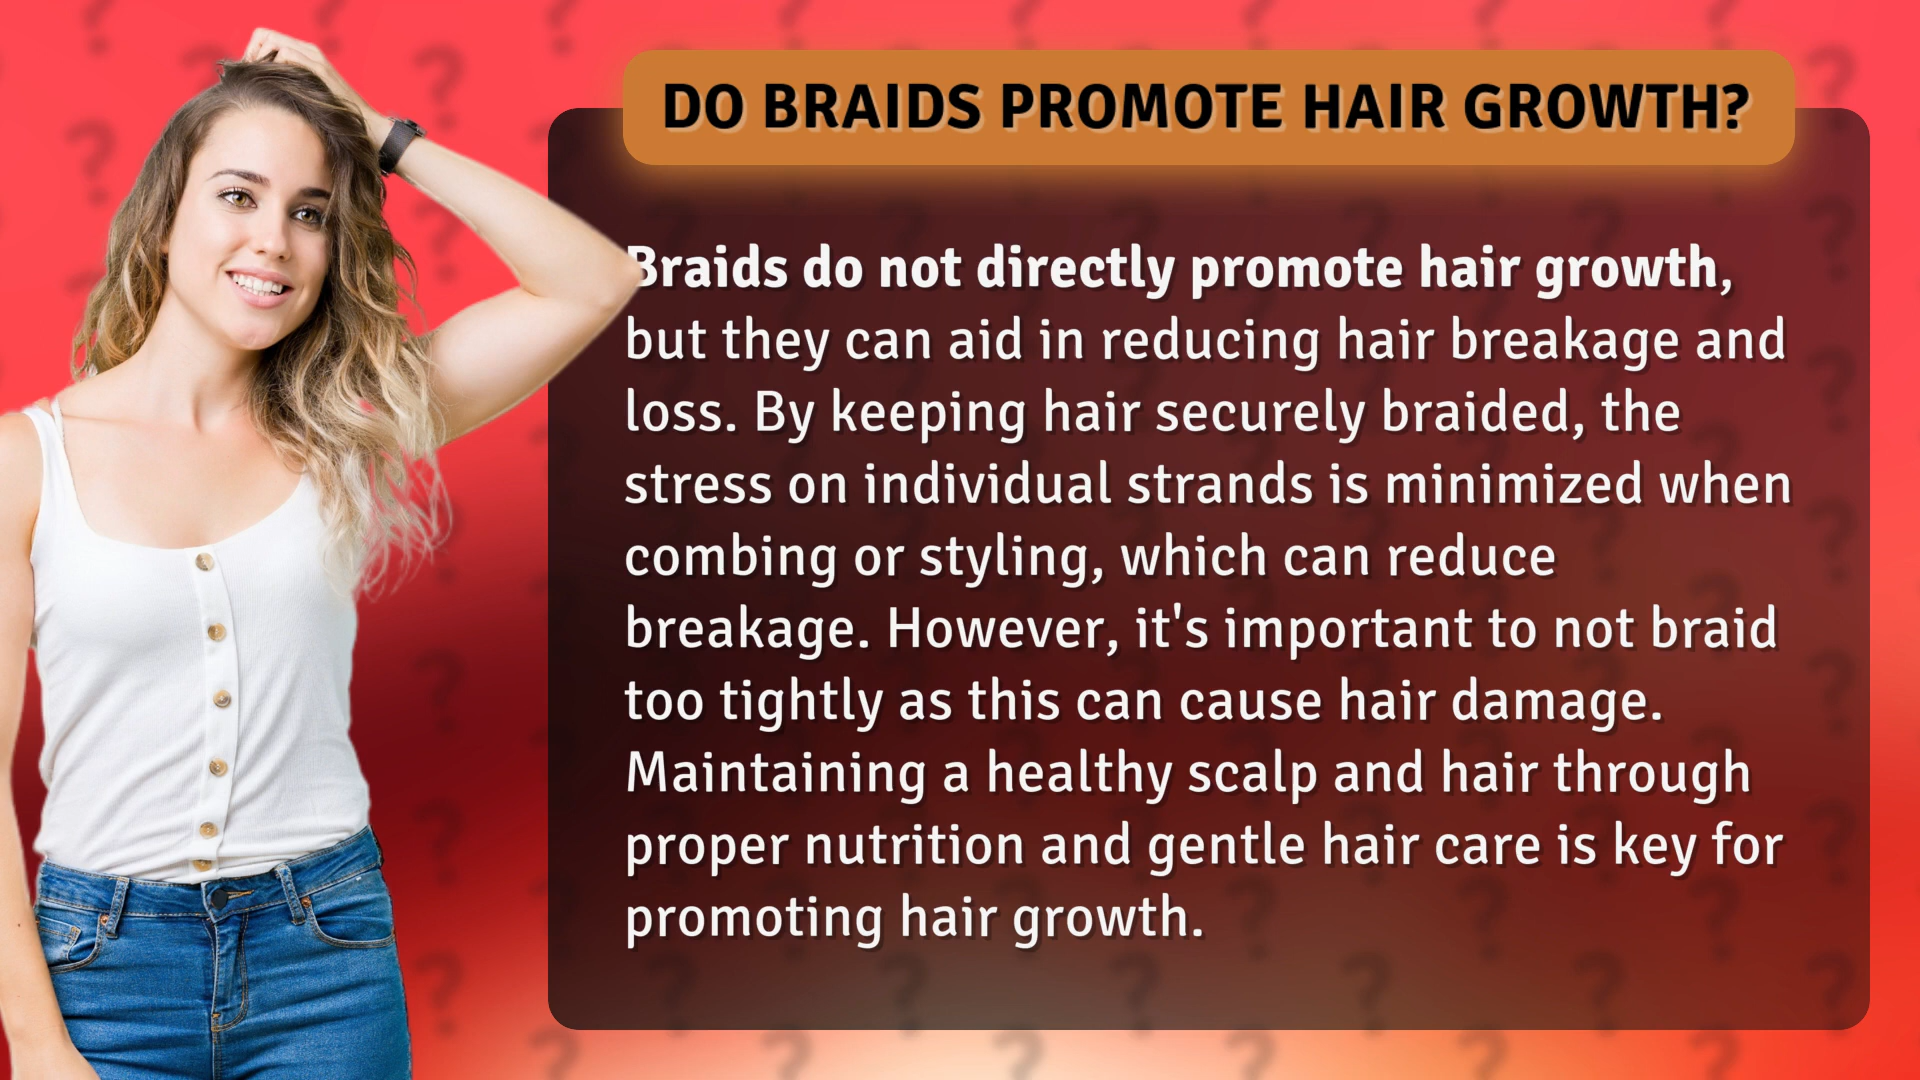 DO BRAIDS PROMOTE HAIR GROWTH?
Braids do not directly promote hair growth,
but they can aid in reducing hair breakage and
loss. By keeping hair securely braided, the
stress on individual strands is minimized when
combing or styling, which can reduce
breakage. However, it's important to not braid
too tightly as this can cause hair damage.
Maintaining a healthy scalp and hair through
proper nutrition and gentle hair care is key for
promoting hair growth.